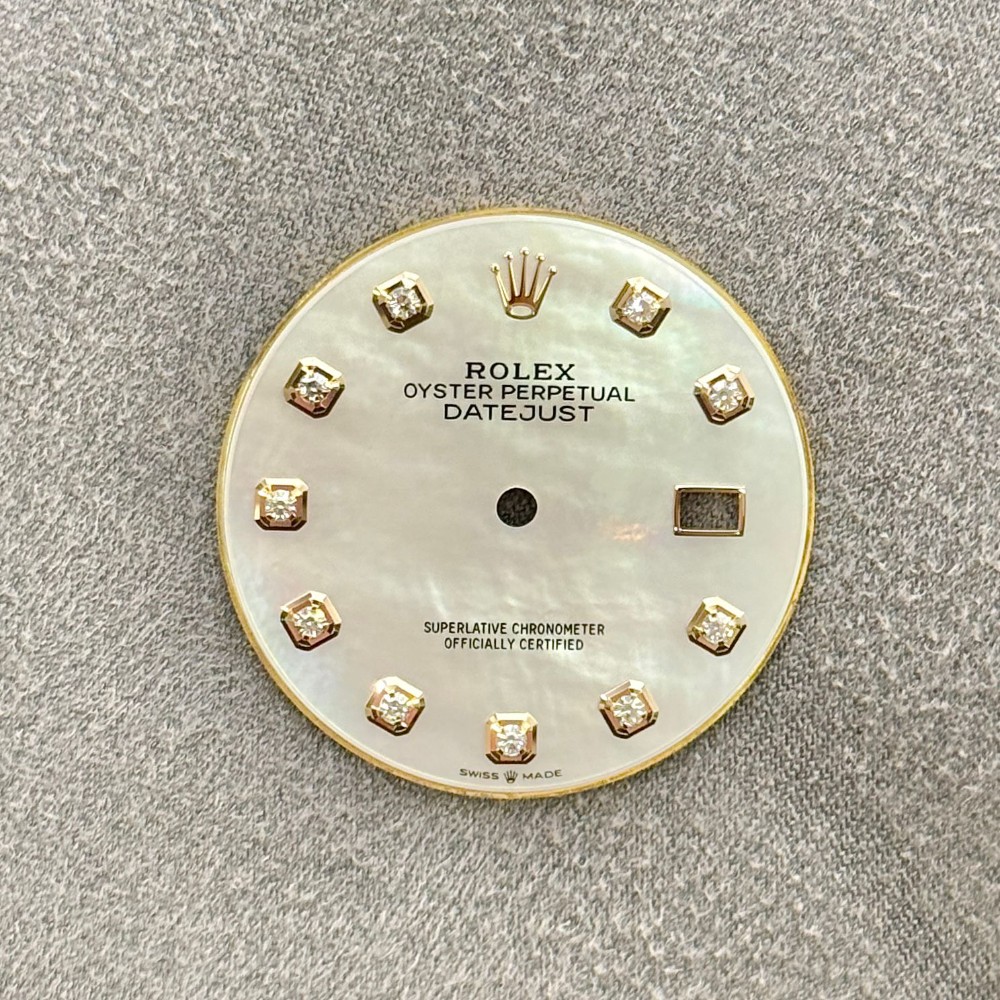 ROLEX
OYSTER PERPETUAL
DATEJUST
SUPERLATIVE CHRONOMETER
OFFICIALLY CERTIFIED
SWISS MADE